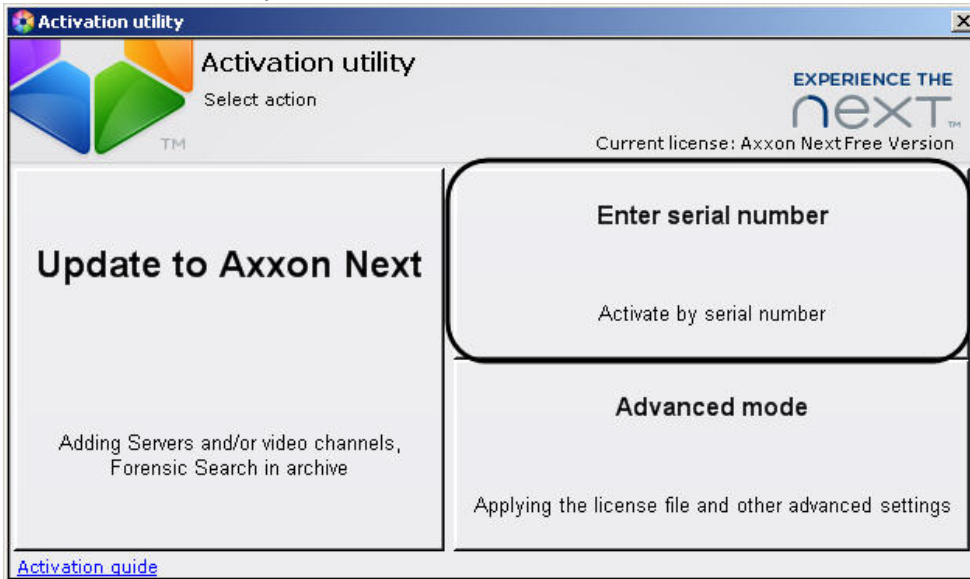 Activation utility
Activation utility
Select action
TM
EXPERIENCE THE
next TM
Current license: Axxon Next Free Version
Update to Axxon Next
Adding Servers and/or video channels,
Forensic Search in archive
Enter serial number
Activate by serial number
Advanced mode
Applying the license file and other advanced settings
Activation guide